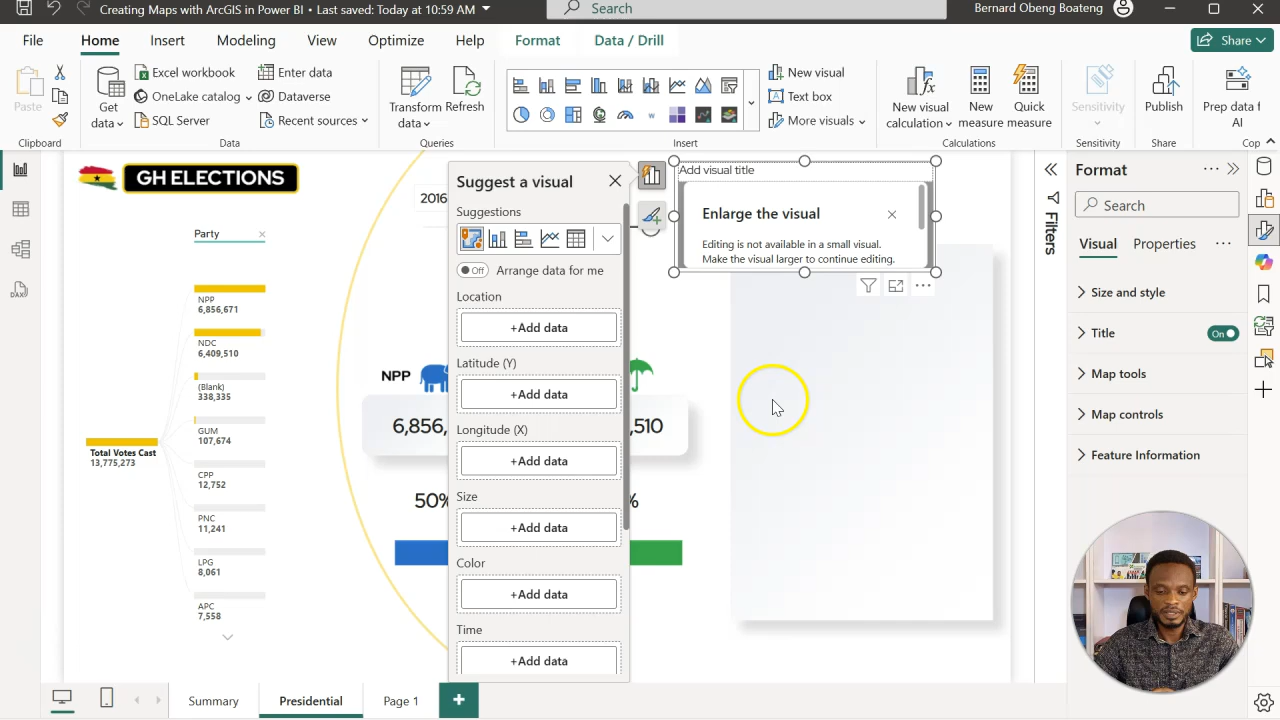 Creating Maps with ArcGIS in Power BI • Last saved: Today at 10:59 AM
Search
Bernard Obeng Boateng
File
Home
Insert
Modeling
View
Optimize
Help
Format
Data / Drill
Share
Paste
Get data
Excel workbook
OneLake catalog
SQL Server
Enter data
Dataverse
Recent sources
Transform data
Refresh
New visual
Text box
More visuals
New visual calculation
New measure
Quick measure
Sensitivity
Publish
Prep data f
AI
Clipboard
Data
Queries
Insert
Calculations
Sensitivity
Share
Cop
GH ELECTIONS
2016
Party
NPP
6,856,671
NDC
6,409,510
(Blank)
338,335
GUM
107,674
CPP
12,752
PNC
11,241
LPG
8,061
APC
7,558
Total Votes Cast
13,775,273
NPP
6,856,
,510
50%
%
Suggest a visual
Suggestions
Off
Arrange data for me
Location
+Add data
Latitude (Y)
+Add data
Longitude (X)
+Add data
Size
+Add data
Color
+Add data
Time
+Add data
Add visual title
Enlarge the visual
Editing is not available in a small visual.
Make the visual larger to continue editing.
Filters
Format
Search
Visual
Properties
Size and style
Title
On
Map tools
Map controls
Feature Information
DAX
Summary
Presidential
Page 1